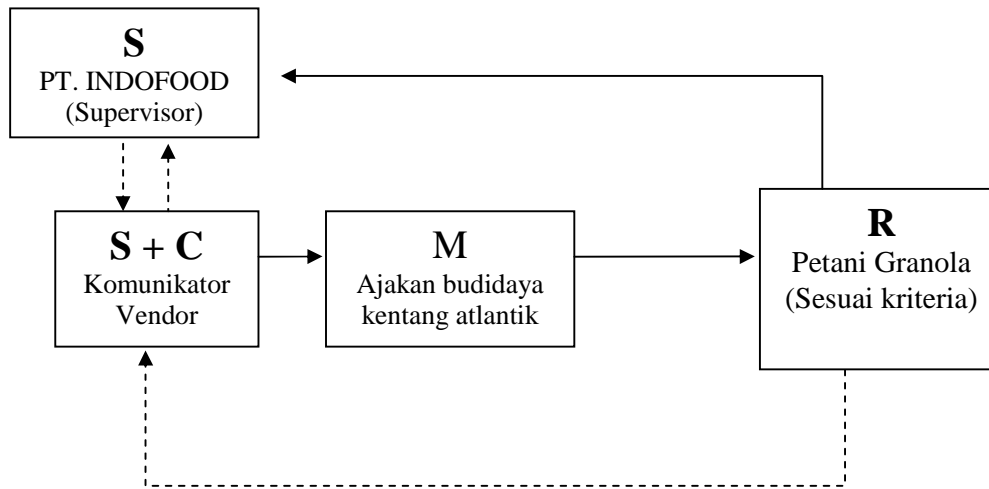 S
PT. INDOFOOD
(Supervisor)
S + C
Komunikator
Vendor
M
Ajakan budidaya
kentang atlantik
R
Petani Granola
(Sesuai kriteria)